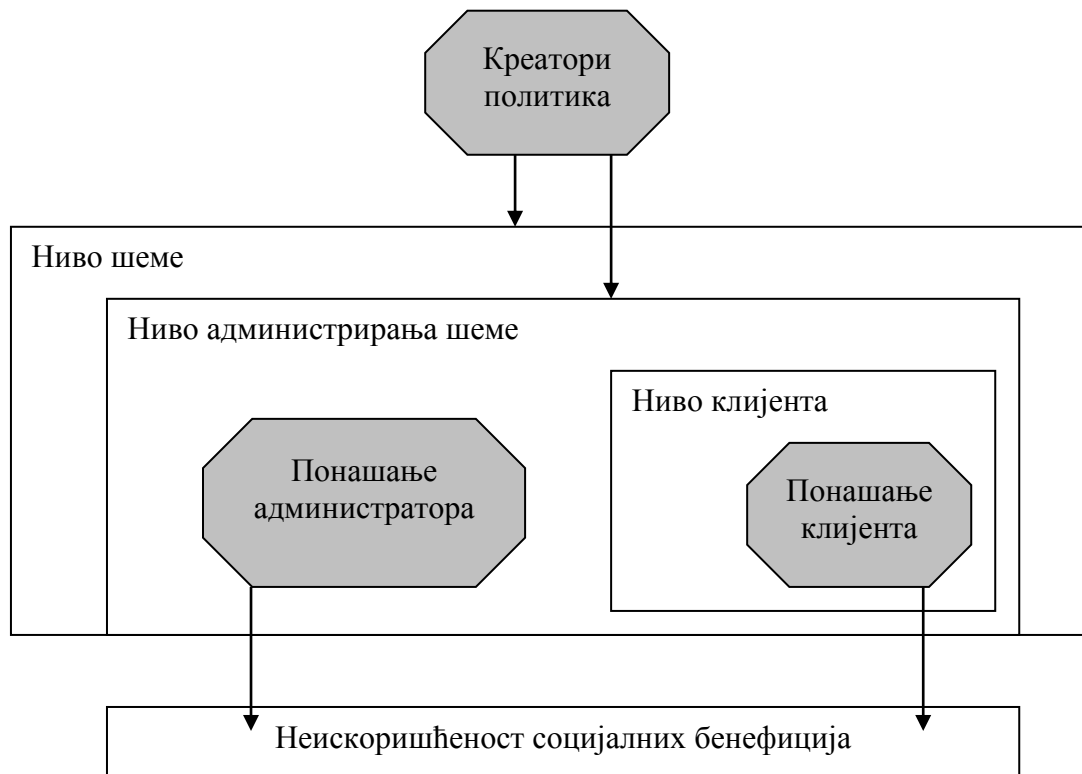 Креатори
политика
Ниво шеме
Ниво администрирања шеме
Ниво клијента
Понашање
администратора
Понашање
клијента
Неискоришћеност социјалних бенефиција